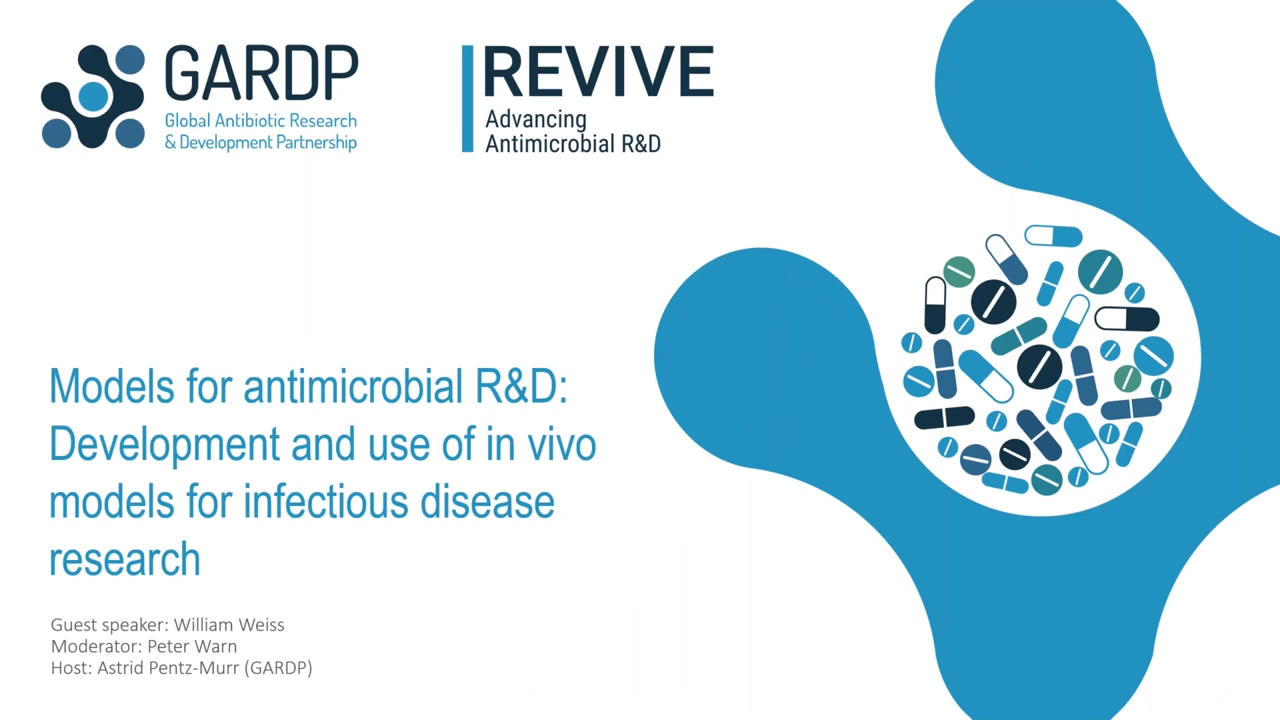 GARDP
Global Antibiotic Research
& Development Partnership
REVIVE
Advancing
Antimicrobial R&D
Models for antimicrobial R&D:
Development and use of in vivo
models for infectious disease
research
Guest speaker: William Weiss
Moderator: Peter Warn
Host: Astrid Pentz-Murr (GARDP)